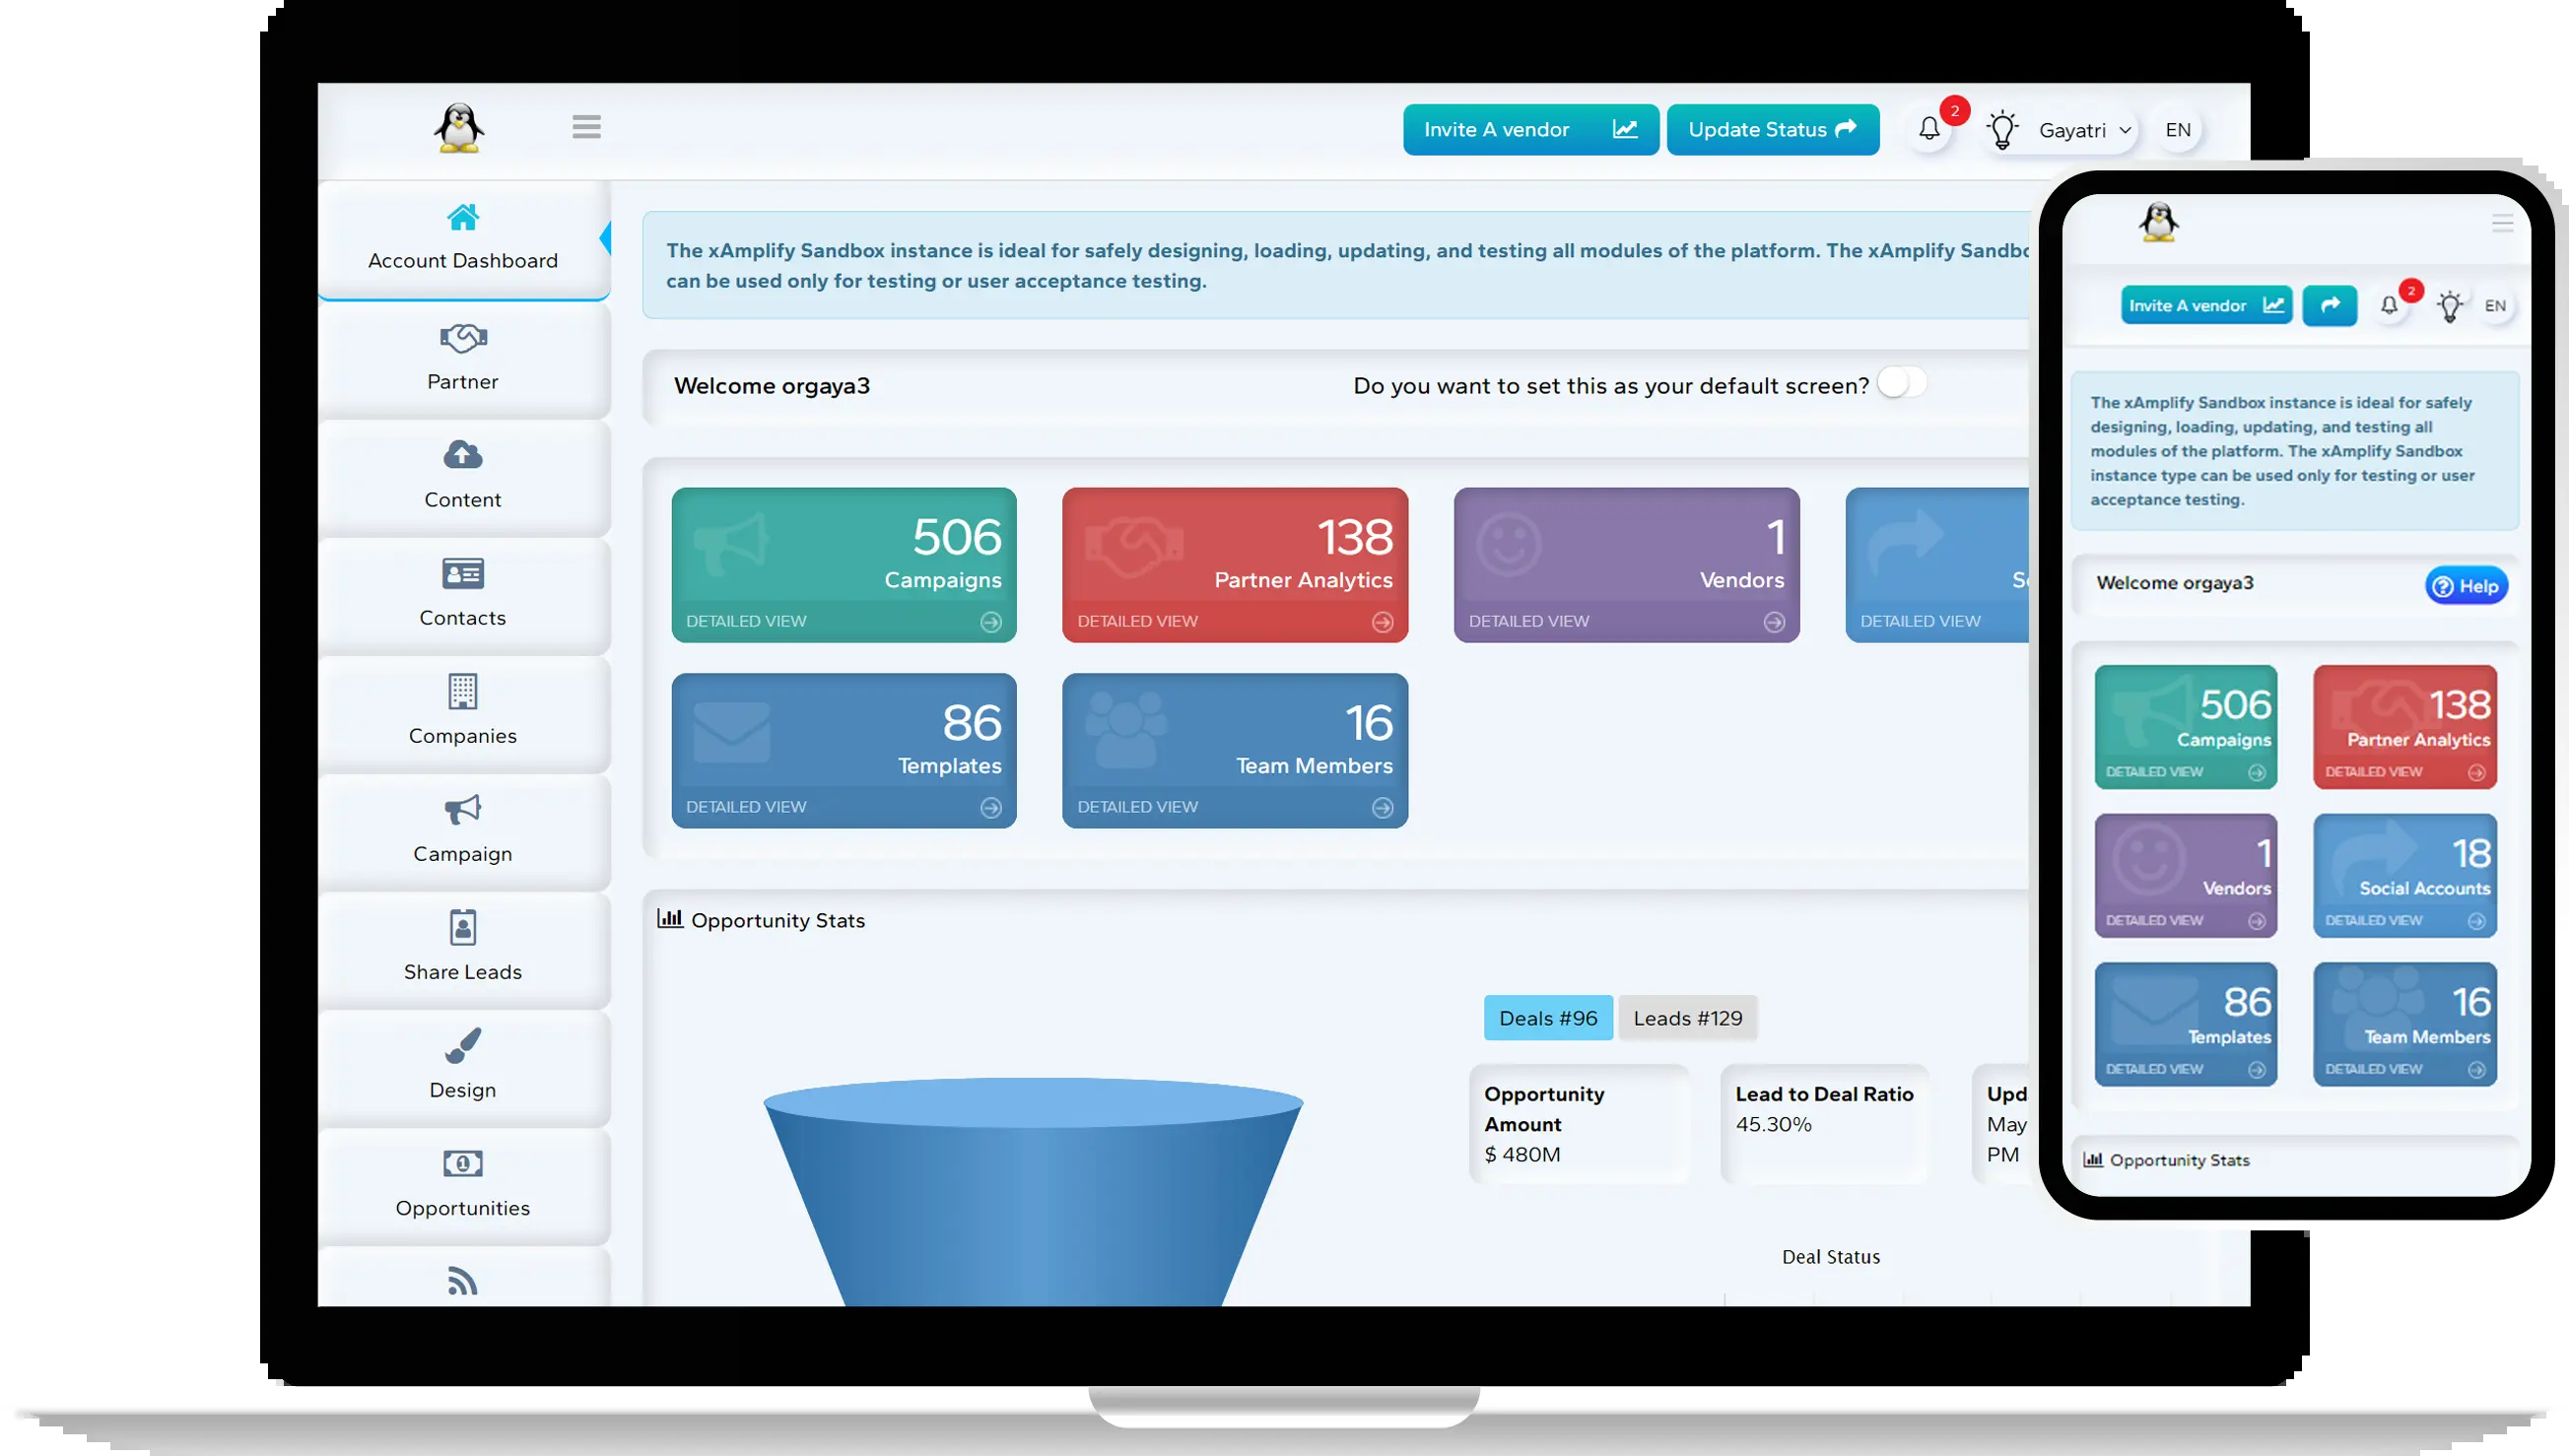 Invite A vendor
Update Status
2
Gayatri
EN
Account Dashboard
Partner
Content
Contacts
Companies
Campaign
Share Leads
Design
Opportunities
The xAmplify Sandbox instance is ideal for safely designing, loading, updating, and testing all modules of the platform. The xAmplify
can be used only for testing or user acceptance testing.
Welcome orgaya3
Do you want to set this as your default screen?
506
Campaigns
DETAILED VIEW
138
Partner Analytics
DETAILED VIEW
1
Vendors
DETAILED VIEW
DETAILED VIEW
86
Templates
DETAILED VIEW
16
Team Members
DETAILED VIEW
Opportunity Stats
Deals #96
Leads #129
Opportunity
Amount
$ 480M
Lead to Deal Ratio
45.30%
May
PM
Deal Status
Invite A vendor
2
EN
The xAmplify Sandbox instance is ideal for safely
designing, loading, updating, and testing all
modules of the platform. The xAmplify Sandbox
instance type can be used only for testing or user
acceptance testing.
Welcome orgaya3
Help
506
Campaigns
DETAILED VIEW
138
Partner Analytics
DETAILED VIEW
1
Vendors
DETAILED VIEW
18
Social Accounts
DETAILED VIEW
86
Templates
DETAILED VIEW
16
Team Members
DETAILED VIEW
Opportunity Stats